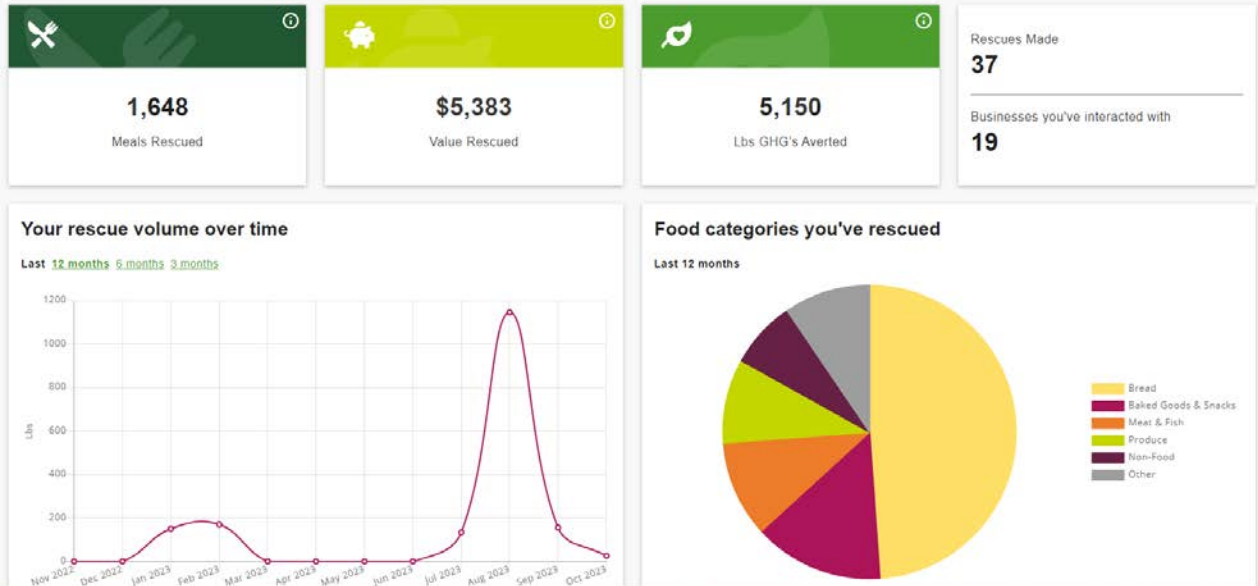 1,648
Meals Rescued
$5,383
Value Rescued
5,150
Lbs GHG's Averted
Rescues Made
37
Businesses you've interacted with
19
Your rescue volume over time
Last 12 months 6 months 3 months
1200
1000
800
600
400
200
0
Lbs
Nov 2022 Dec 2022 Jan 2023 Feb 2023 Mar 2023 Apr 2023 May 2023 Jun 2023 Jul 2023 Aug 2023 Sep 2023 Oct 2023
Food categories you've rescued
Last 12 months
Bread
Baked Goods & Snacks
Meat & Fish
Produce
Non-Food
Other